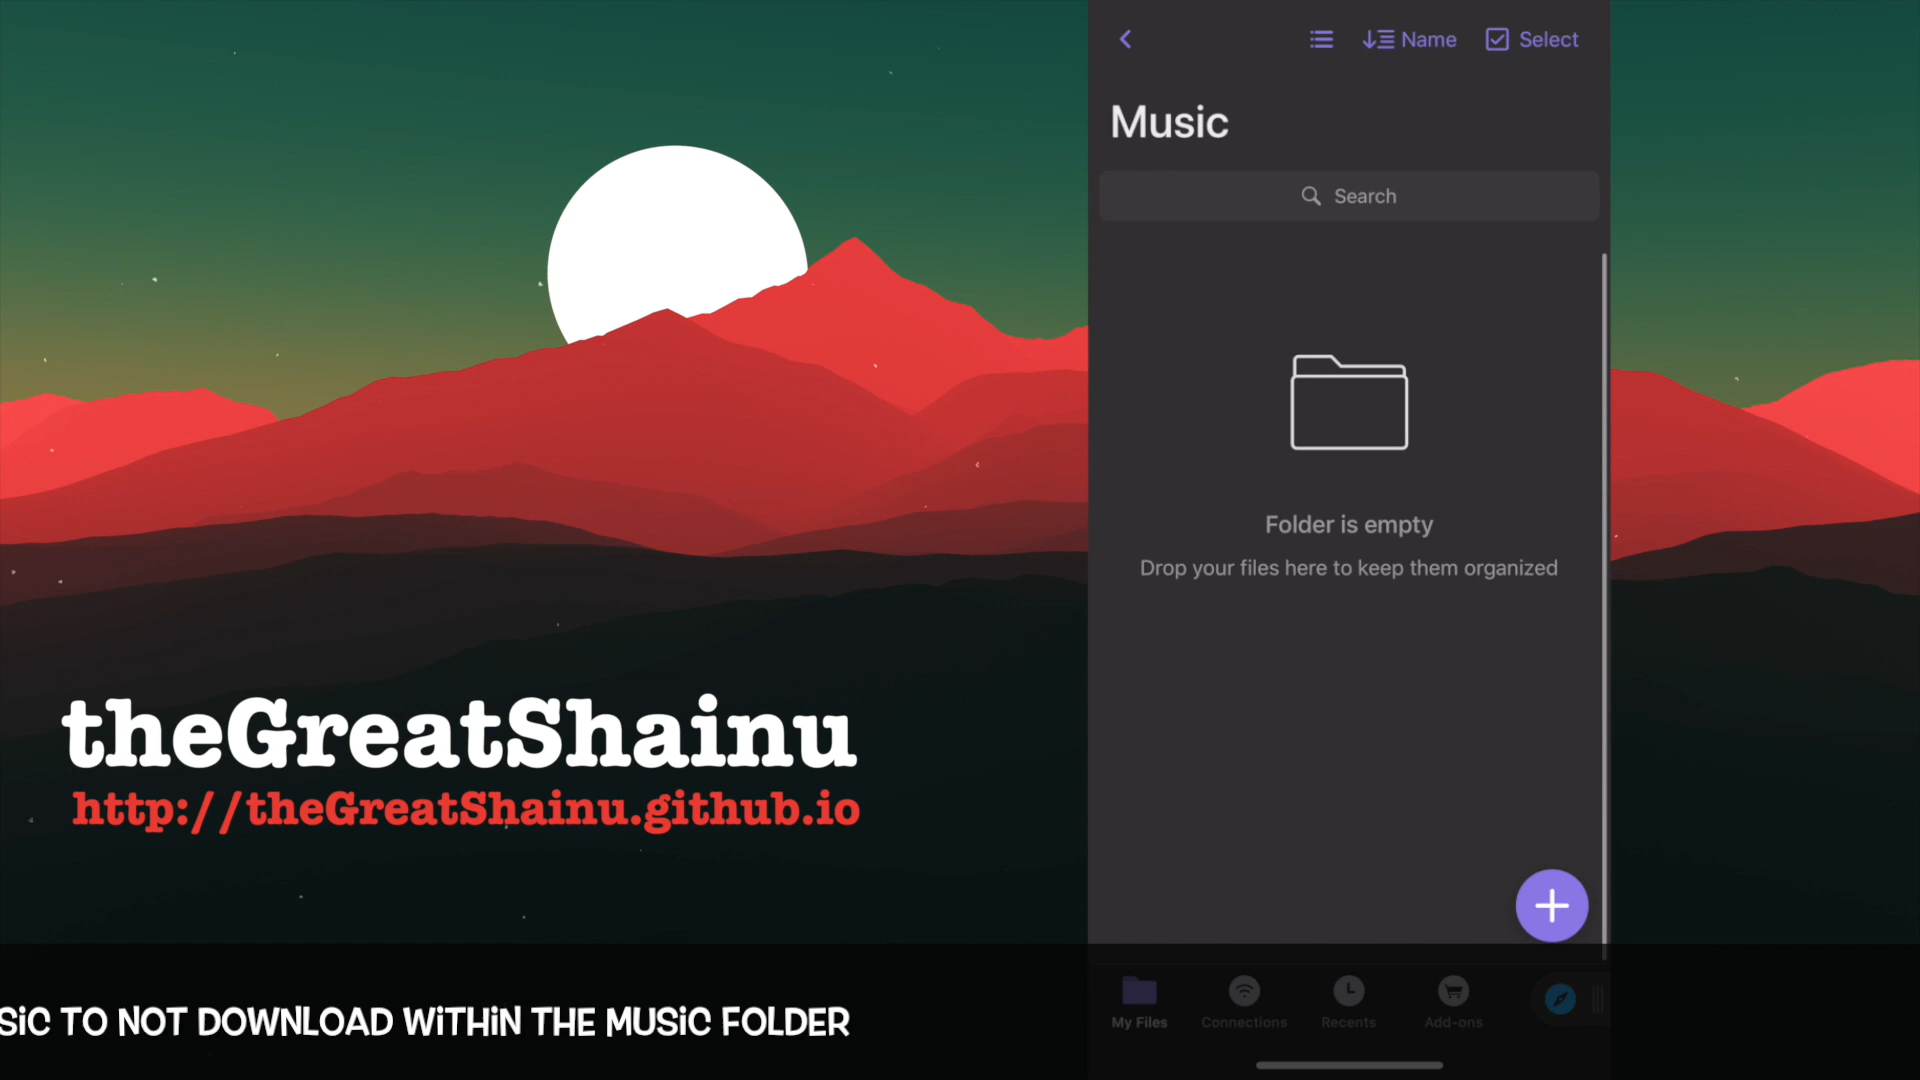 Name
Select
Music
Search
Folder is empty
Drop your files here to keep them organized
theGreatShainu
http://theGreatShainu.github.io
My Files
Connections
Recents
Add-ons
SiC TO NOT DOWNLOAD WiTHiN THE MUSiC FOLDER